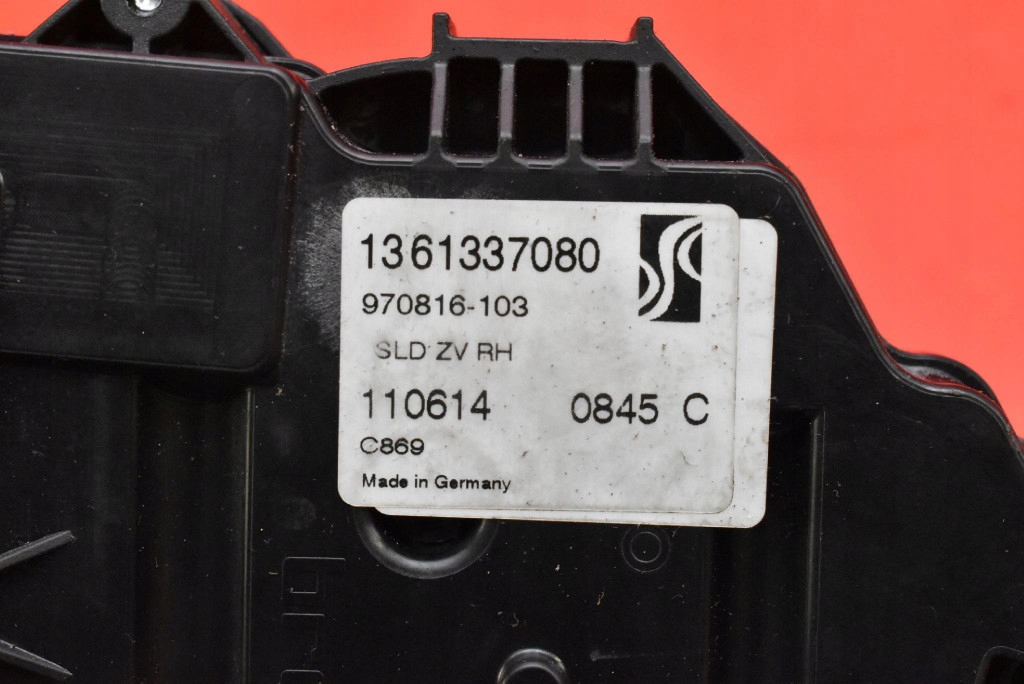 1361337080
970816-103
SLD ZV RH
110614 0845 C
C869
Made in Germany